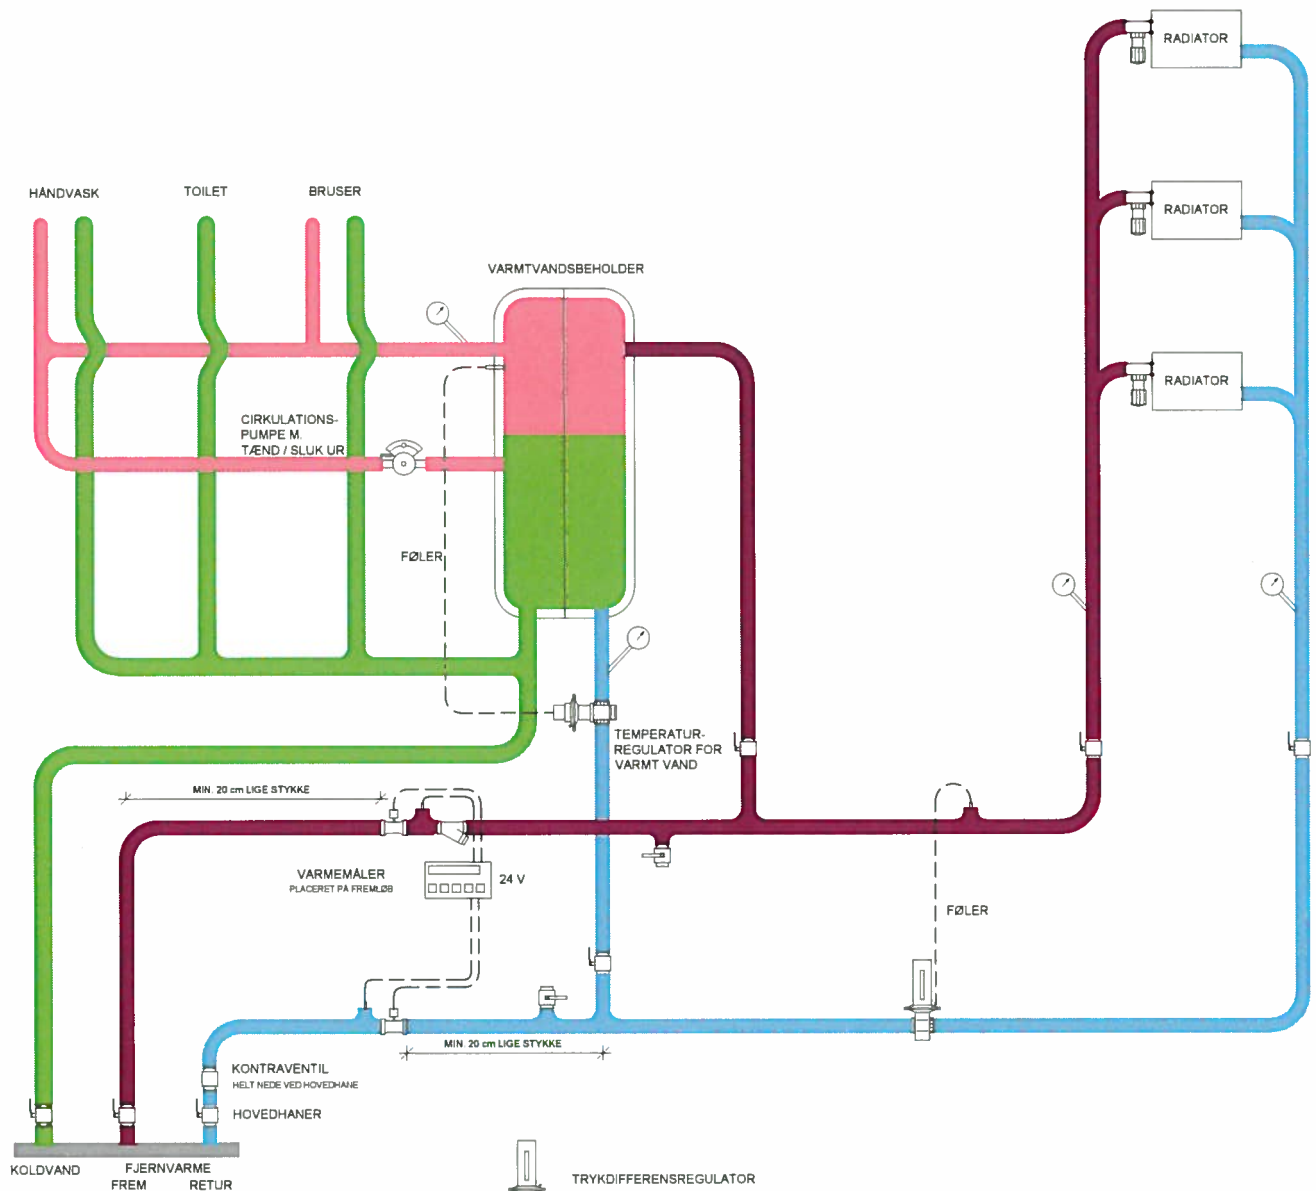 RADIATOR
HÅNDVASK
TOILET
BRUSER
RADIATOR
VARMTVANDSBEHOLDER
RADIATOR
CIRKULATIONS-
PUMPE M.
TÆND / SLUK UR
FØLER
TEMPERATUR-
REGULATOR FOR
VARMT VAND
MIN. 20 cm LIGE STYKKE
VARMEMÅLER
PLACERET PÅ FREMLØB
24 V
FØLER
MIN. 20 cm LIGE STYKKE
KONTRAVENTIL
HELT NEDE VED HOVEDHANE
HOVEDHANER
KOLDVAND
FJERNVARME
FREM
RETUR
TRYKDIFFERENSREGULATOR